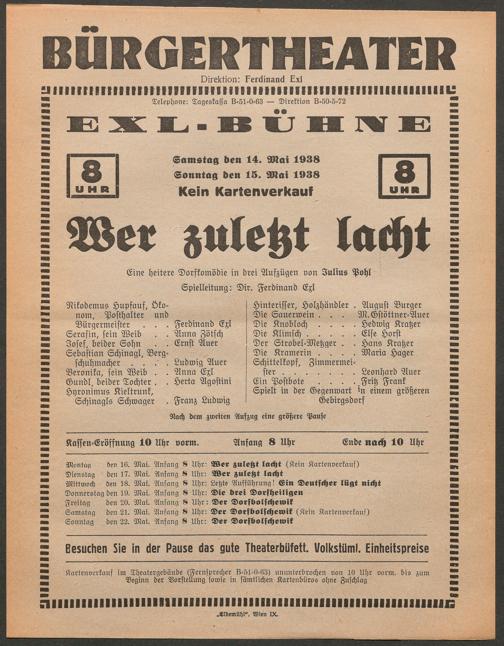 BÜRGERTHEATER
Direktion: Ferdinand Exl
Telephone: Tageskassa B-51-0-63 — Direktion B-50-5-72
EXL-BÜHNE
8 UHR
Samstag den 14. Mai 1938
Sonntag den 15. Mai 1938
Kein Kartenverkauf
8 UHR
Wer zuletzt lacht
Eine heitere Dorfkomödie in drei Aufzügen von Julius Pohl
Spielleitung: Dir. Ferdinand Exl
Nikodemus Hupfauf, Öko-
nom, Posthalter und
Bürgermeister . . . Ferdinand Exl
Serafin, sein Weib . . Anna Zötsch
Josef, beider Sohn . . Ernst Auer
Sebastian Schinagl, Berg-
schuhmacher . . . . Ludwig Auer
Veronika, sein Weib . . Anna Exl
Gundl, beider Tochter . Herta Agostini
Hyronimus Kieltrunk,
Schinagls Schwager . Franz Ludwig
Hinterisser, Holzhändler . August Burger
Die Sauerwein . . . . M. Gstöttner-Auer
Die Knobloch . . . . Hedwig Kratzer
Die Klimisch . . . . Else Horst
Der Strobel-Metzger . . Hans Kratzer
Die Kramerin . . . . Maria Hager
Schittelkopf, Zimmermei-
ster . . . . . . . Leonhard Auer
Ein Postbote . . . . Fritz Frank
Spielt in der Gegenwart in einem größeren
Gebirgsdorf
Nach dem zweiten Aufzug eine größere Pause
Kassen-Eröffnung 10 Uhr vorm. Anfang 8 Uhr Ende nach 10 Uhr
Montag den 16. Mai. Anfang 8 Uhr: Wer zuletzt lacht (Kein Kartenverkauf)
Dienstag den 17. Mai. Anfang 8 Uhr: Wer zuletzt lacht
Mittwoch den 18. Mai. Anfang 8 Uhr: Letzte Aufführung! Ein Deutscher lügt nicht
Donnerstag den 19. Mai. Anfang 8 Uhr: Die drei Dorfheiligen
Freitag den 20. Mai. Anfang 8 Uhr: Der Dorfbolschewik
Samstag den 21. Mai. Anfang 8 Uhr: Der Dorfbolschewik (Kein Kartenverkauf)
Sonntag den 22. Mai. Anfang 8 Uhr: Der Dorfbolschewik
Besuchen Sie in der Pause das gute Theaterbüfett. Volkstüml. Einheitspreise
Kartenverkauf im Theatergebäude (Fernsprecher B-51-0-63) ununterbrochen von 10 Uhr vorm. bis zum
Beginn der Vorstellung sowie in sämtlichen Kartenbüros ohne Zuschlag
„Elbemühl“, Wien IX.